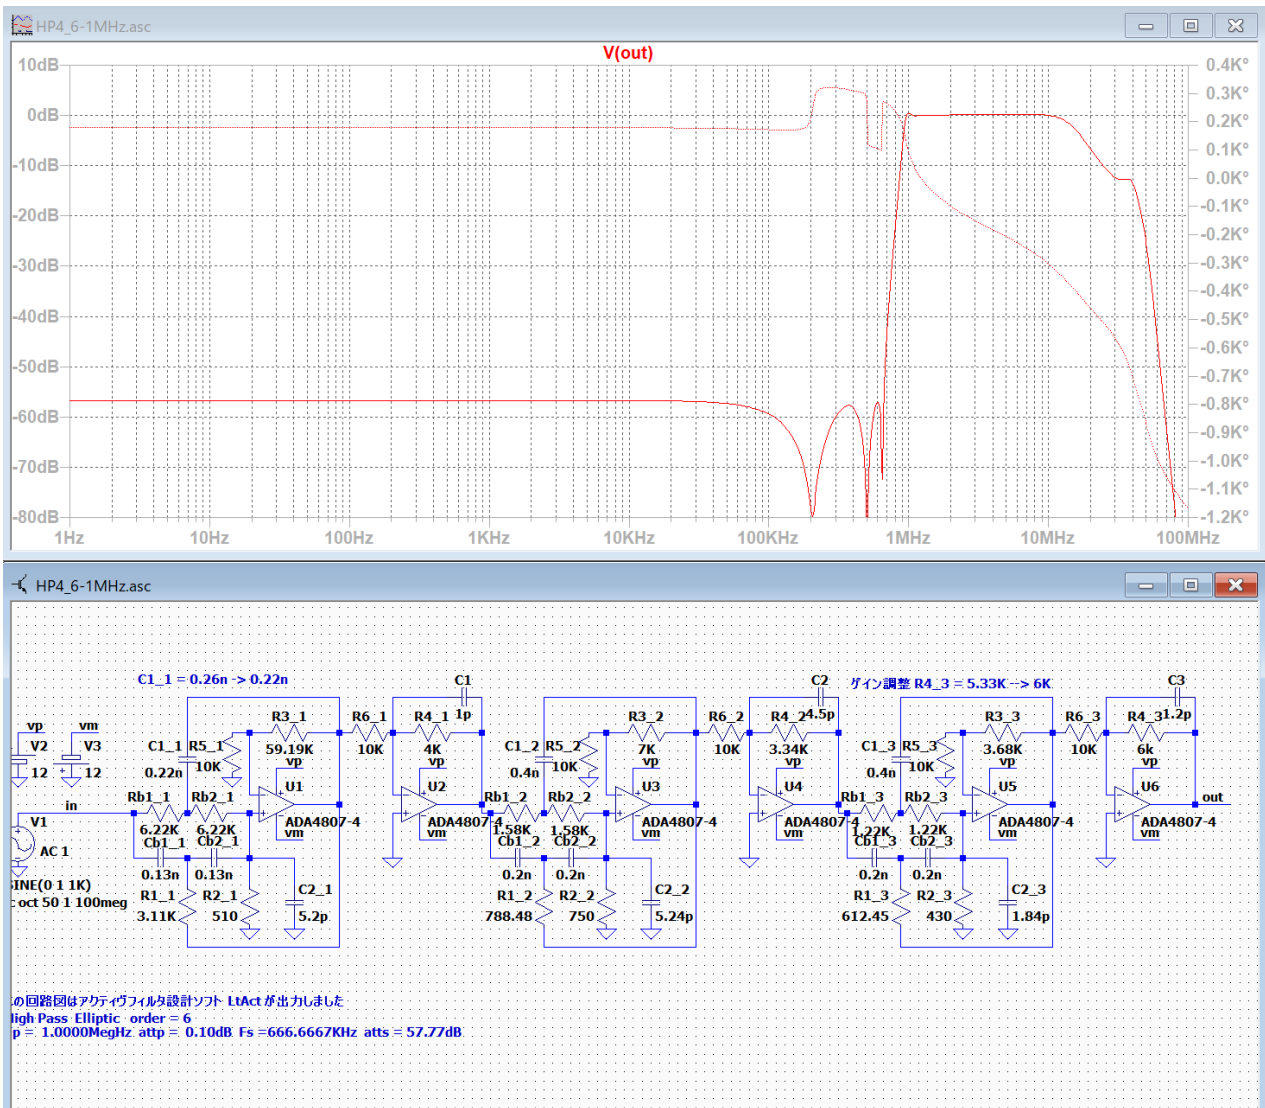 HP4_6-1MHz.asc
V(out)
10dB 0.4K°
0.3K°
0dB 0.2K°
0.1K°
-10dB 0.0K°
-0.1K°
-20dB -0.2K°
-30dB -0.3K°
-0.4K°
-40dB -0.5K°
-0.6K°
-50dB -0.7K°
-60dB -0.8K°
-0.9K°
-70dB -1.0K°
-1.1K°
-80dB -1.2K°
1Hz 10Hz 100Hz 1KHz 10KHz 100KHz 1MHz 10MHz 100MHz
HP4_6-1MHz.asc
C1_1 = 0.26n -> 0.22n
C1
C2
ゲイン調整 R4_3 = 5.33K --> 6K
C3
1p
4.5p
1.2p
vp vm
V2 V3
12 12
R3_1 R6_1 R4_1 R3_2 R6_2 R4_2 R3_3 R6_3 R4_3
C1_1 R5_1 59.19K 10K 4K C1_2 R5_2 7K 10K 3.34K C1_3 R5_3 3.68K 10K 6k
vp vp vp vp vp vp
0.22n 10K 0.4n 10K 0.4n 10K
U1 U2 U3 U4 U5 U6
in
Rb1_1 Rb2_1 Rb1_2 Rb2_2 Rb1_3 Rb2_3
out
V1
6.22K 6.22K ADA4807-4 ADA4807-4 1.58K 1.58K ADA4807-4 ADA4807-4 1.22K 1.22K ADA4807-4 ADA4807-4
vm vm vm vm vm vm
AC 1
Cb1_1 Cb2_1 Cb1_2 Cb2_2 Cb1_3 Cb2_3
0.13n 0.13n 0.2n 0.2n 0.2n 0.2n
SINE(0 1 1K)
oct 50 1 100meg
R1_1 R2_1 C2_1 R1_2 R2_2 C2_2 R1_3 R2_3 C2_3
3.11K 510 5.2p 788.48 750 5.24p 612.45 430 1.84p
の回路図はアクティヴフィルタ設計ソフト LtAct が出力しました
High Pass Elliptic order = 6
p = 1.0000MegHz attp = 0.10dB Fs =666.6667KHz atts = 57.77dB